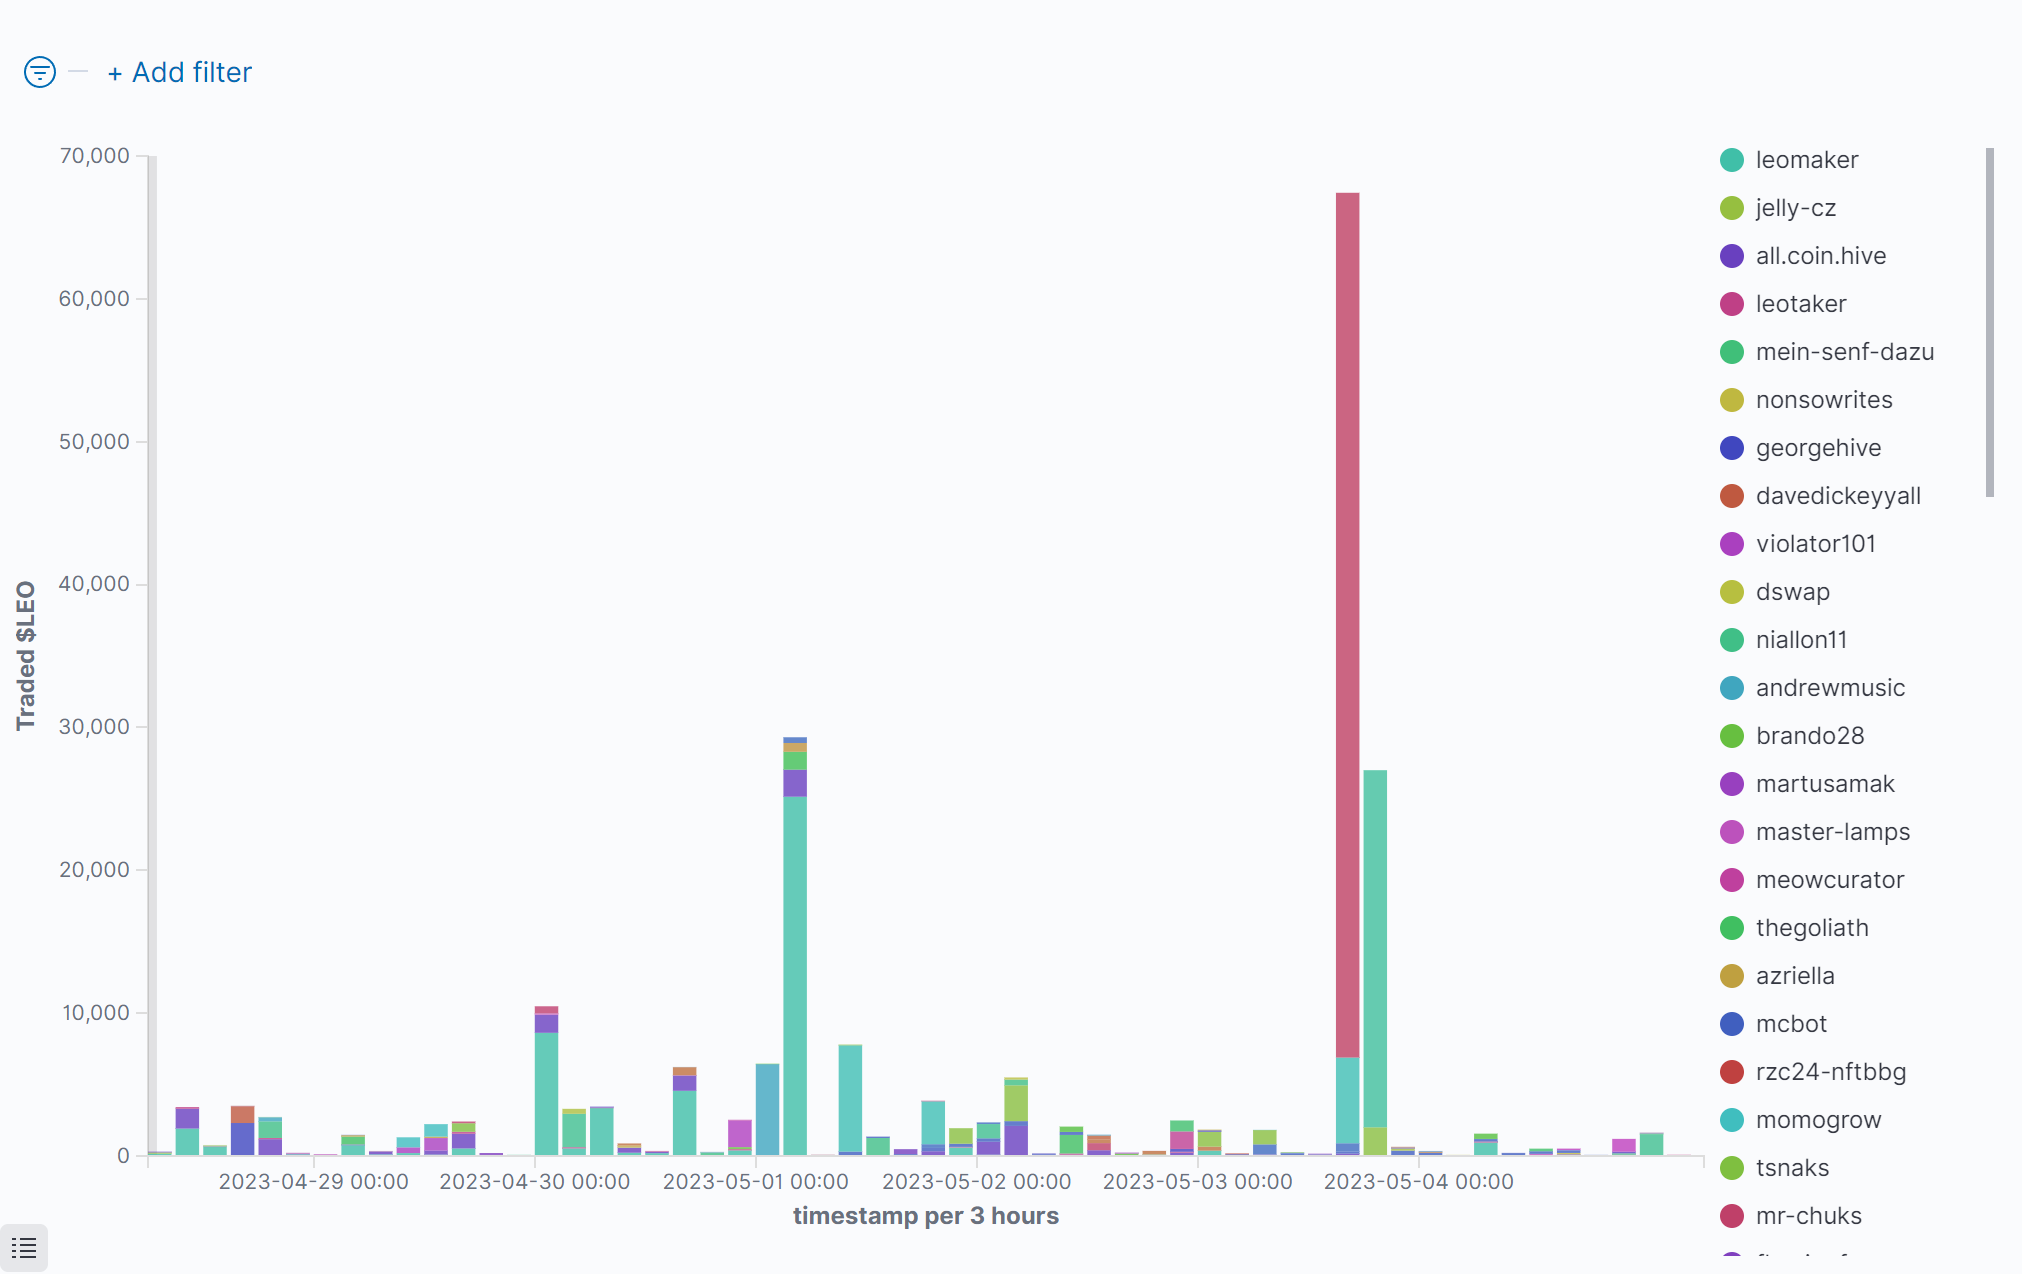 + Add filter
70,000
60,000
50,000
40,000
30,000
20,000
10,000
0
Traded $LEO
2023-04-29 00:00
2023-04-30 00:00
2023-05-01 00:00
2023-05-02 00:00
2023-05-03 00:00
2023-05-04 00:00
timestamp per 3 hours
leomaker
jelly-cz
all.coin.hive
leotaker
mein-senf-dazu
nonsowrites
georgehive
davedickeyyall
violator101
dswap
niallon11
andrewmusic
brando28
martusamak
master-lamps
meowcurator
thegoliath
azriella
mcbot
rzc24-nftbbg
momogrow
tsnaks
mr-chuks